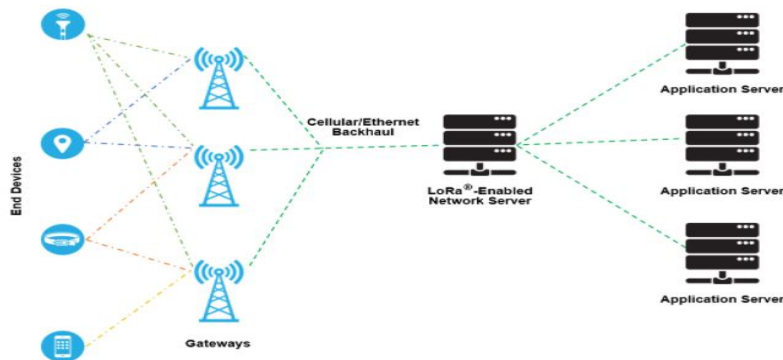 End Devices
Gateways
Cellular/Ethernet
Backhaul
LoRa®-Enabled
Network Server
Application Server
Application Server
Application Server